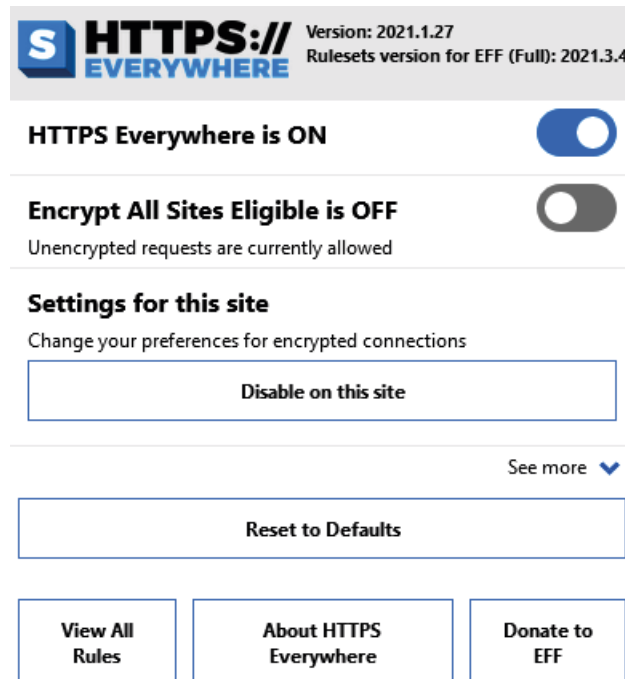 S HTTPS://
EVERYWHERE
Version: 2021.1.27
Rulesets version for EFF (Full): 2021.3.4
HTTPS Everywhere is ON
Encrypt All Sites Eligible is OFF
Unencrypted requests are currently allowed
Settings for this site
Change your preferences for encrypted connections
Disable on this site
See more
Reset to Defaults
View All
Rules
About HTTPS
Everywhere
Donate to
EFF